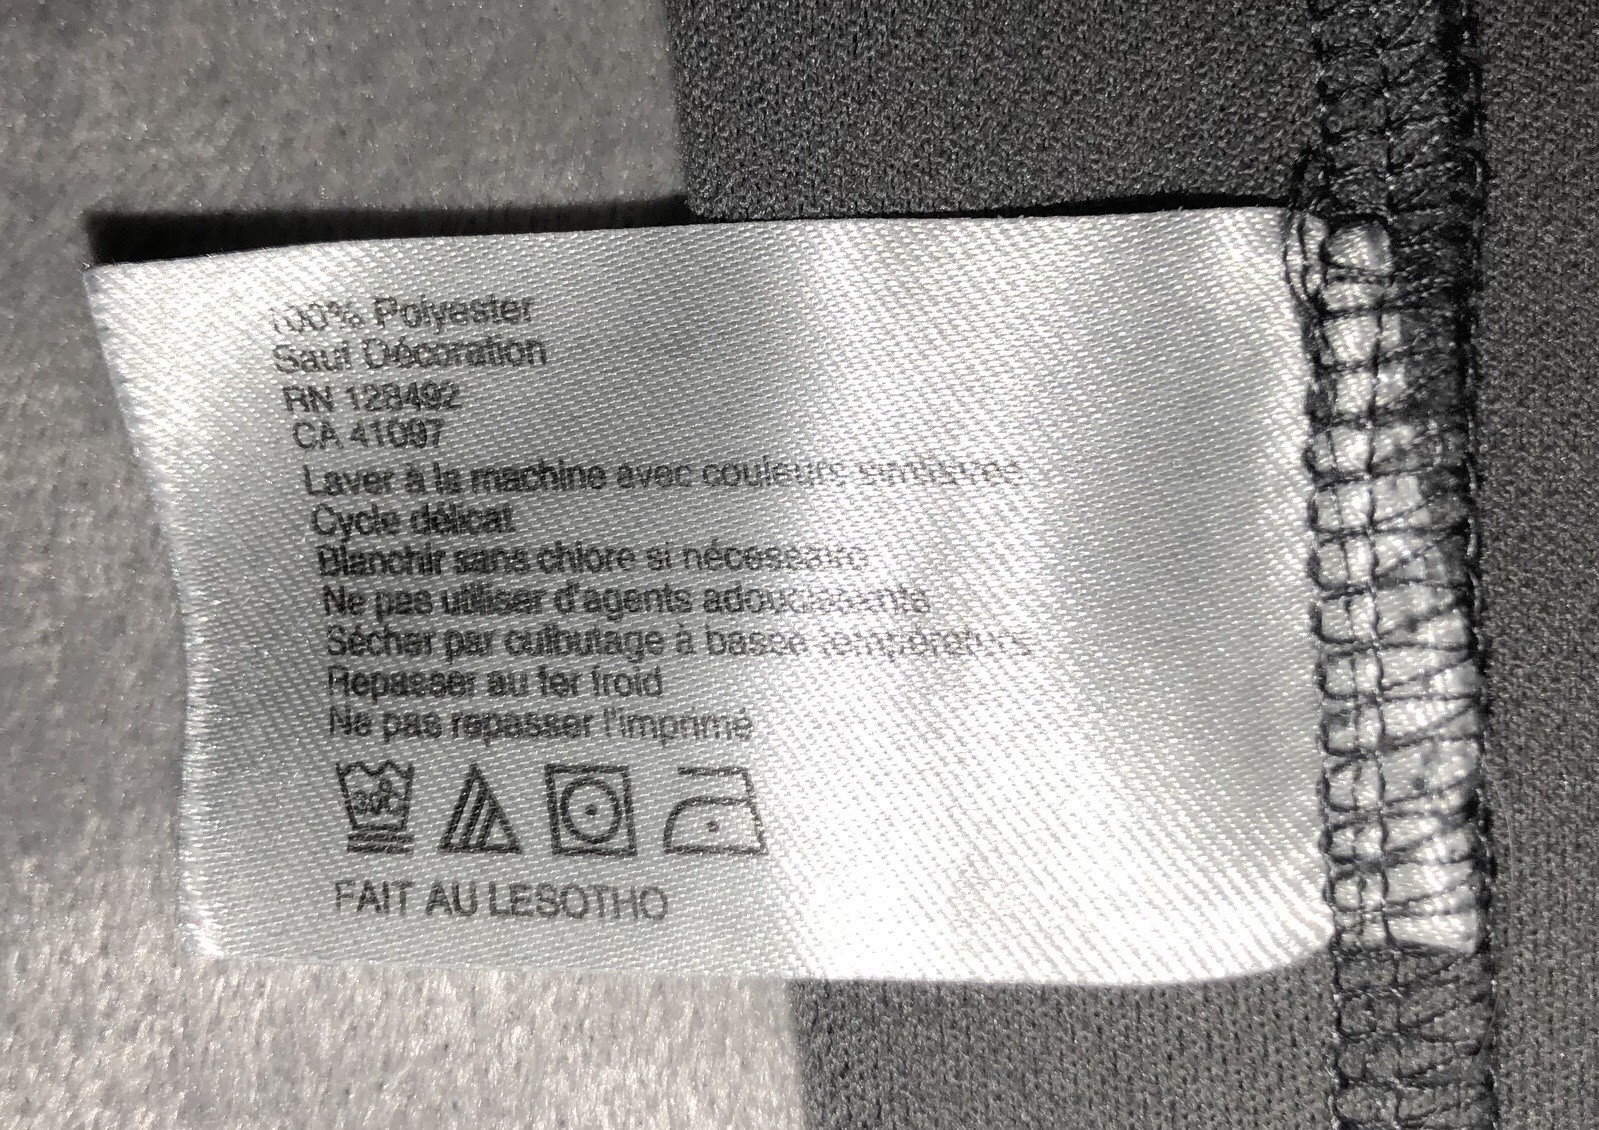 100% Polyester
Sauf Décoration
RN 128492
CA 41097
Laver à la machine avec couleurs similaires
Cycle délicat
Blanchir sans chlore si nécessaire
Ne pas utiliser d'agents adoucissants
Sécher par culbutage à basse température
Repasser au fer froid
Ne pas repasser l'imprimé
30°C
FAIT AU LESOTHO